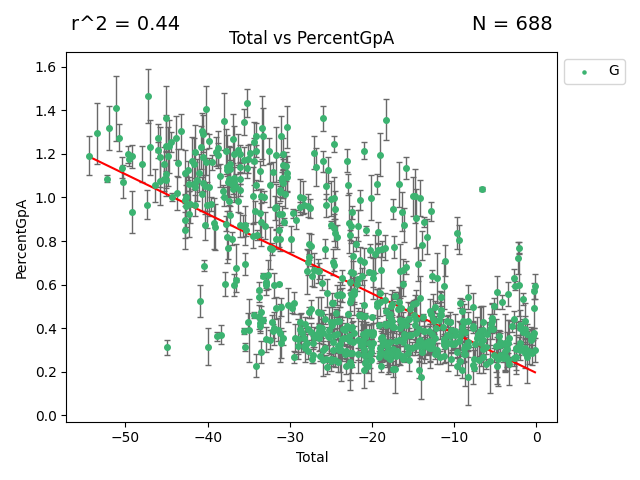 r^2 = 0.44
N = 688
Total vs PercentGpA
G
1.6
1.4
1.2
1.0
0.8
0.6
0.4
0.2
0.0
PercentGpA
−50
−40
−30
−20
−10
0
Total